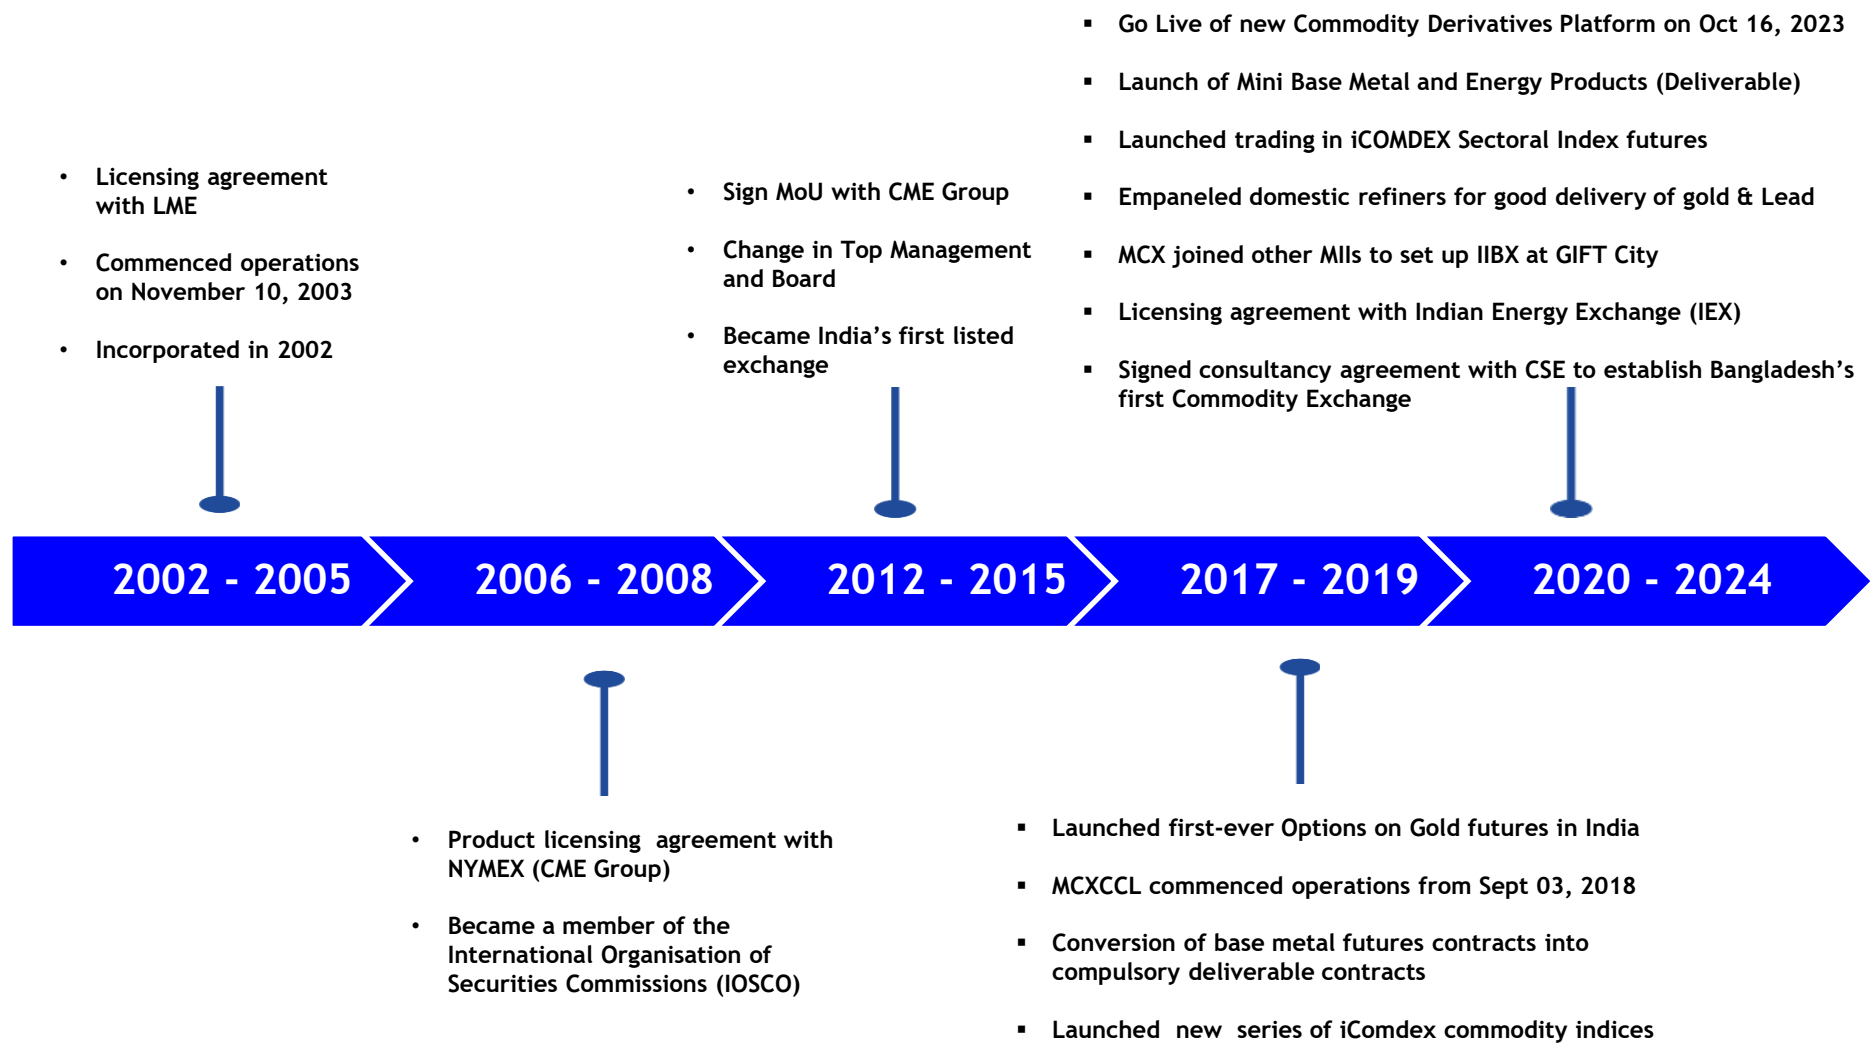 • Licensing agreement
with LME
• Commenced operations
on November 10, 2003
• Incorporated in 2002
• Sign MoU with CME Group
• Change in Top Management
and Board
• Became India’s first listed
exchange
▪ Go Live of new Commodity Derivatives Platform on Oct 16, 2023
▪ Launch of Mini Base Metal and Energy Products (Deliverable)
▪ Launched trading in iCOMDEX Sectoral Index futures
▪ Empaneled domestic refiners for good delivery of gold & Lead
▪ MCX joined other MIIs to set up IIBX at GIFT City
▪ Licensing agreement with Indian Energy Exchange (IEX)
▪ Signed consultancy agreement with CSE to establish Bangladesh’s
first Commodity Exchange
2002 - 2005
2006 - 2008
2012 - 2015
2017 - 2019
2020 - 2024
• Product licensing agreement with
NYMEX (CME Group)
• Became a member of the
International Organisation of
Securities Commissions (IOSCO)
▪ Launched first-ever Options on Gold futures in India
▪ MCXCCL commenced operations from Sept 03, 2018
▪ Conversion of base metal futures contracts into
compulsory deliverable contracts
▪ Launched new series of iComdex commodity indices